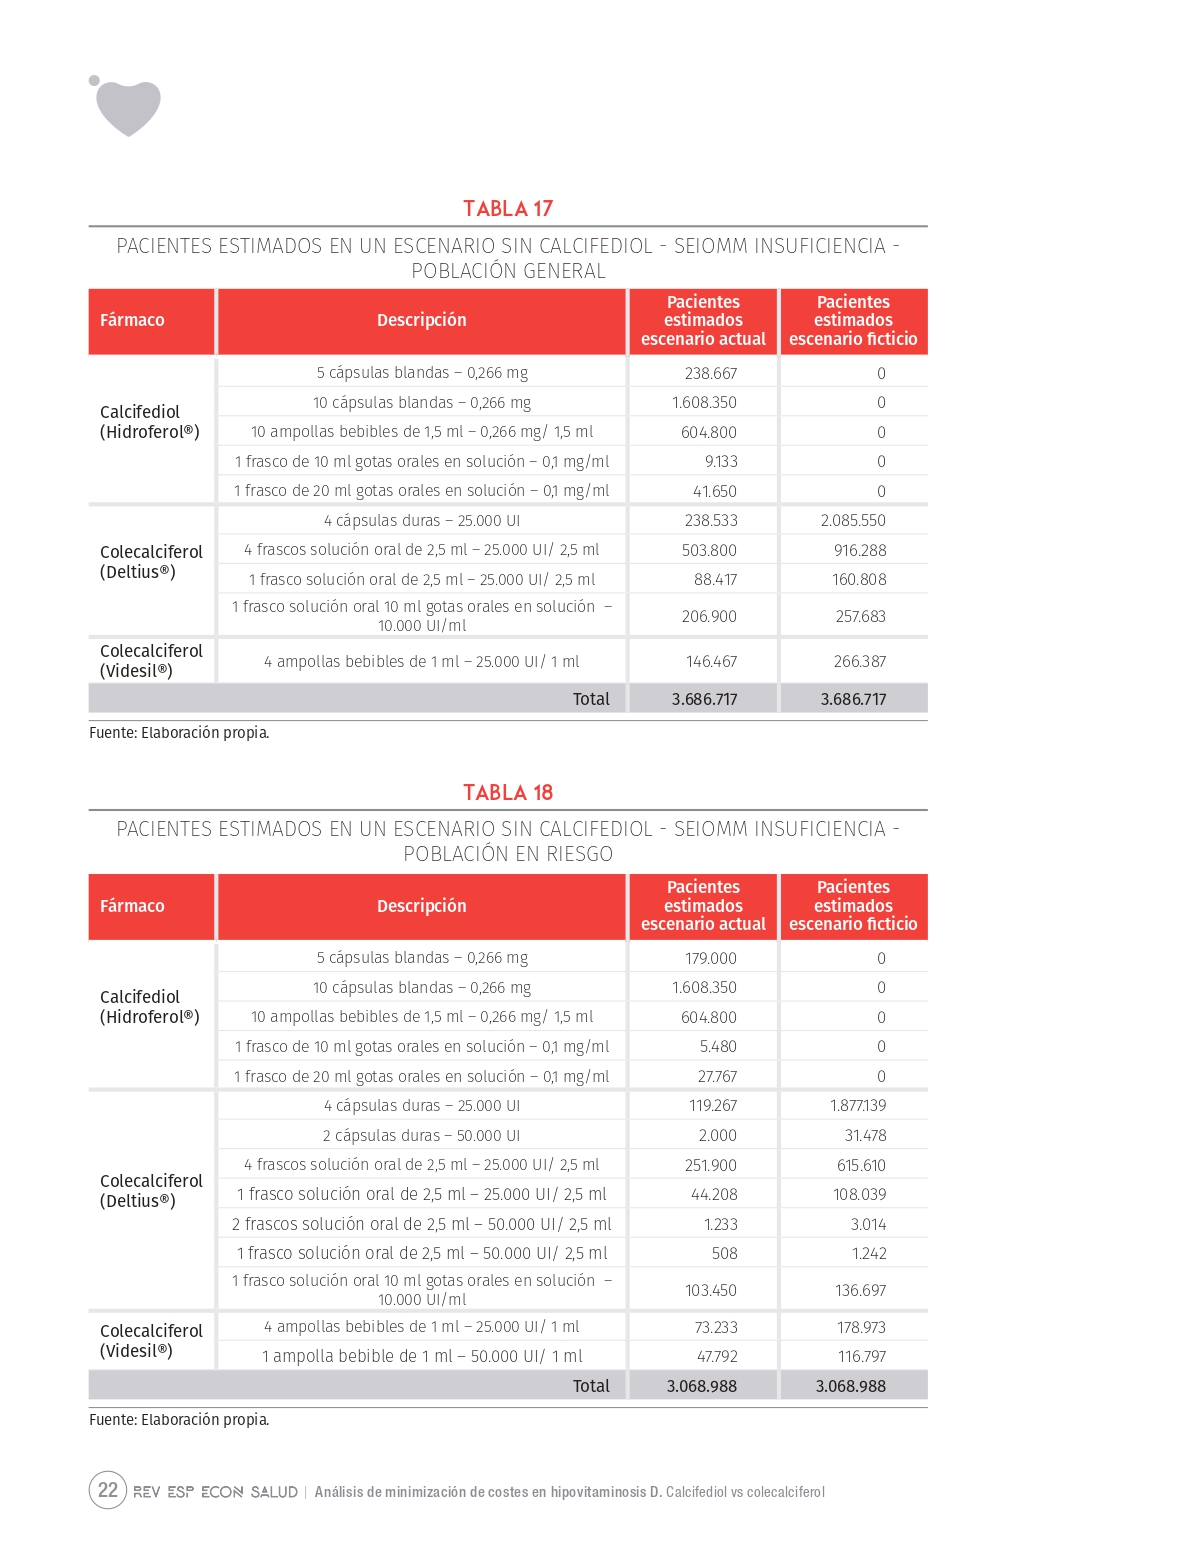 TABLA 17
PACIENTES ESTIMADOS EN UN ESCENARIO SIN CALCIFEDIOL - SEIOMM INSUFICIENCIA -
POBLACIÓN GENERAL
Fármaco Descripción Pacientes estimados escenario actual Pacientes estimados escenario ficticio
Calcifediol (Hidroferol®)
5 cápsulas blandas – 0,266 mg 238.667 0
10 cápsulas blandas – 0,266 mg 1.608.350 0
10 ampollas bebibles de 1,5 ml – 0,266 mg/ 1,5 ml 604.800 0
1 frasco de 10 ml gotas orales en solución – 0,1 mg/ml 9.133 0
1 frasco de 20 ml gotas orales en solución – 0,1 mg/ml 41.650 0
Colecalciferol (Deltius®)
4 cápsulas duras – 25.000 UI 238.533 2.085.550
4 frascos solución oral de 2,5 ml – 25.000 UI/ 2,5 ml 503.800 916.288
1 frasco solución oral de 2,5 ml – 25.000 UI/ 2,5 ml 88.417 160.808
1 frasco solución oral 10 ml gotas orales en solución –
10.000 UI/ml 206.900 257.683
Colecalciferol (Videsil®)
4 ampollas bebibles de 1 ml – 25.000 UI/ 1 ml 146.467 266.387
Total 3.686.717 3.686.717
Fuente: Elaboración propia.
TABLA 18
PACIENTES ESTIMADOS EN UN ESCENARIO SIN CALCIFEDIOL - SEIOMM INSUFICIENCIA -
POBLACIÓN EN RIESGO
Fármaco Descripción Pacientes estimados escenario actual Pacientes estimados escenario ficticio
Calcifediol (Hidroferol®)
5 cápsulas blandas – 0,266 mg 179.000 0
10 cápsulas blandas – 0,266 mg 1.608.350 0
10 ampollas bebibles de 1,5 ml – 0,266 mg/ 1,5 ml 604.800 0
1 frasco de 10 ml gotas orales en solución – 0,1 mg/ml 5.480 0
1 frasco de 20 ml gotas orales en solución – 0,1 mg/ml 27.767 0
Colecalciferol (Deltius®)
4 cápsulas duras – 25.000 UI 119.267 1.877.139
2 cápsulas duras – 50.000 UI 2.000 31.478
4 frascos solución oral de 2,5 ml – 25.000 UI/ 2,5 ml 251.900 615.610
1 frasco solución oral de 2,5 ml – 25.000 UI/ 2,5 ml 44.208 108.039
2 frascos solución oral de 2,5 ml – 50.000 UI/ 2,5 ml 1.233 3.014
1 frasco solución oral de 2,5 ml – 50.000 UI/ 2,5 ml 508 1.242
1 frasco solución oral 10 ml gotas orales en solución –
10.000 UI/ml 103.450 136.697
Colecalciferol (Videsil®)
4 ampollas bebibles de 1 ml – 25.000 UI/ 1 ml 73.233 178.973
1 ampolla bebible de 1 ml – 50.000 UI/ 1 ml 47.792 116.797
Total 3.068.988 3.068.988
Fuente: Elaboración propia.
22 REV ESP ECON SALUD | Análisis de minimización de costes en hipovitaminosis D. Calcifediol vs colecalciferol